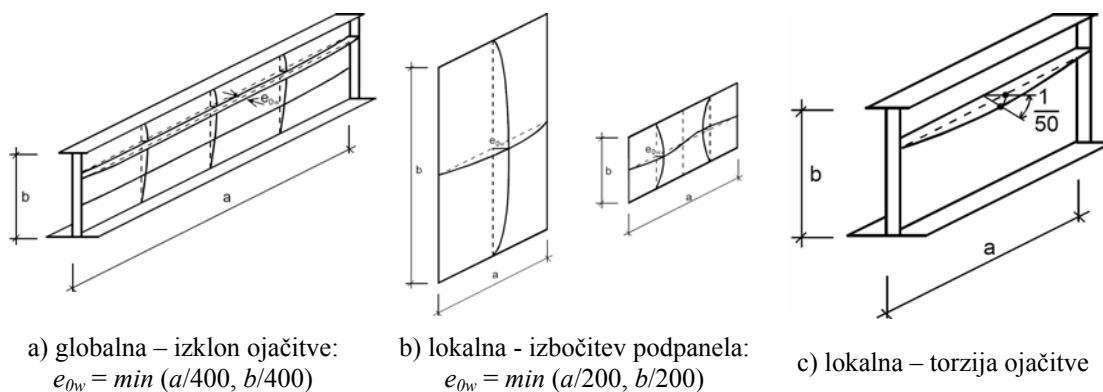 e0w
b
a
b
e0w
a
b
e0w
a
b
1
50
a
a) globalna – izklon ojačitve:
e0w = min (a/400, b/400)
b) lokalna - izbočitev podpanela:
e0w = min (a/200, b/200)
c) lokalna – torzija ojačitve